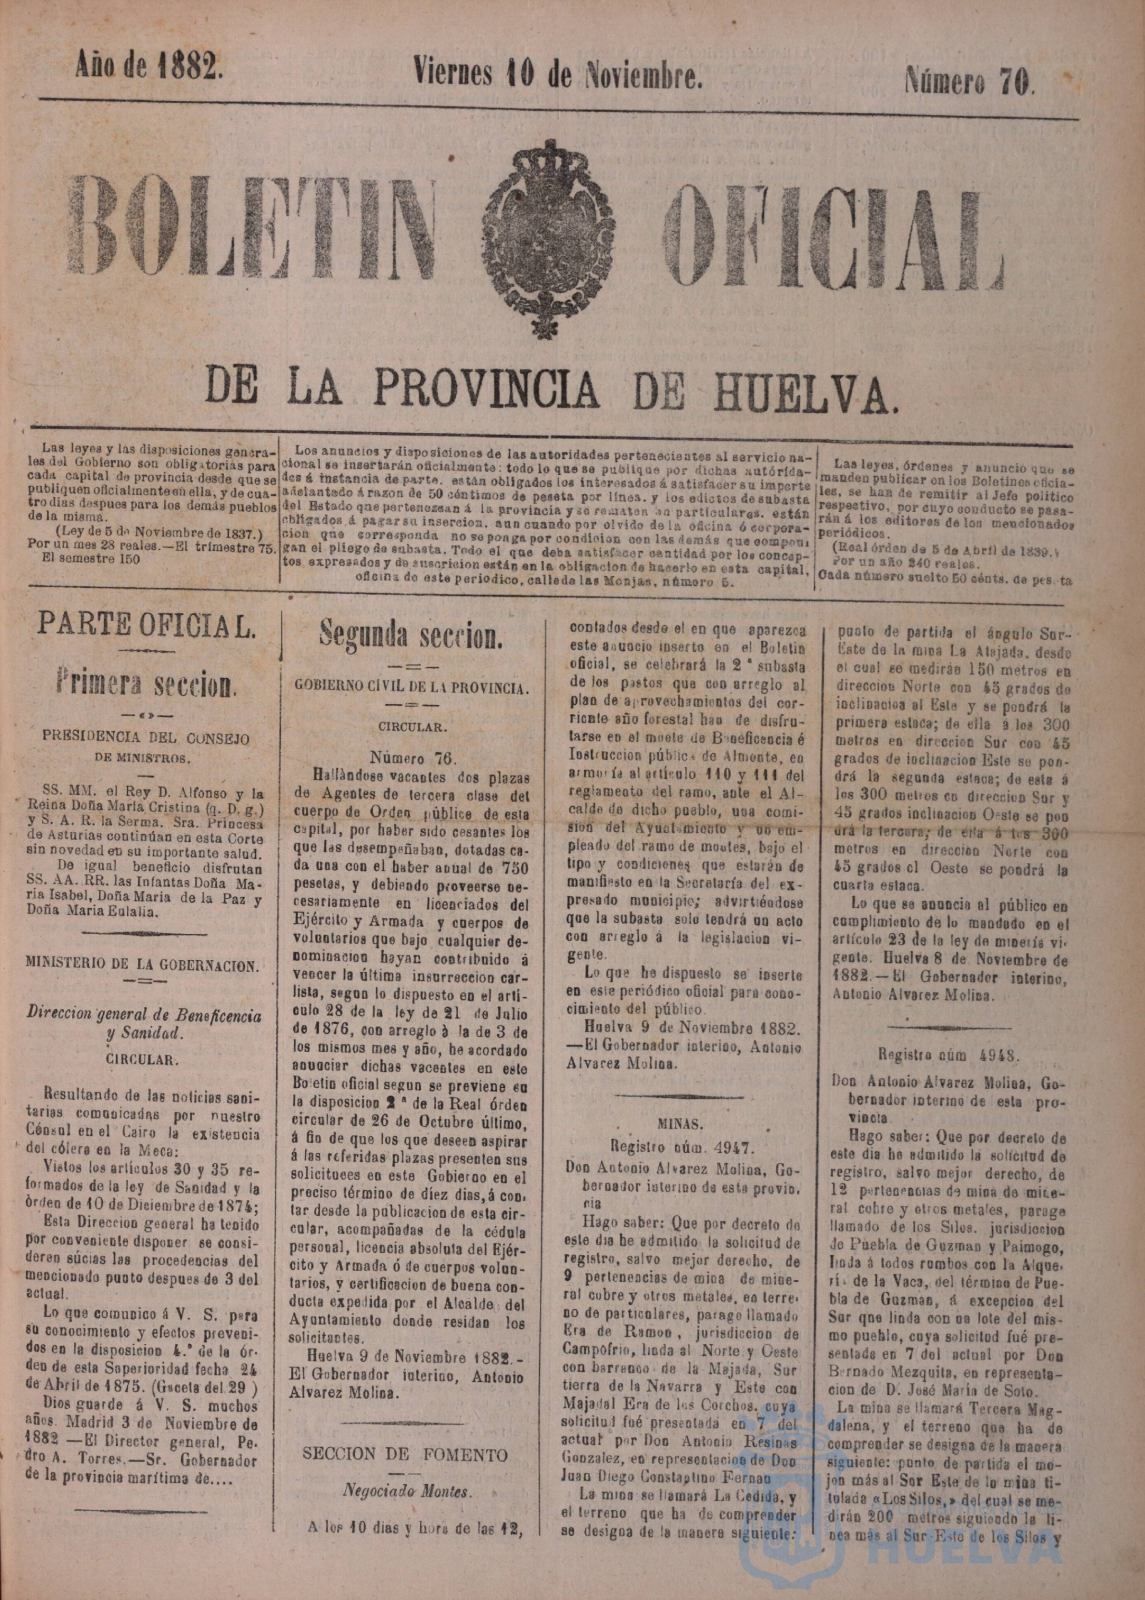 Año de 1882.
Viernes 10 de Noviembre.
Número 70.
BOLETIN OFICIAL
DE LA PROVINCIA DE HUELVA.
Las leyes y las disposiciones genera-
les del Gobierno son obligatorias para
cada capital de provincia desde que se
publiquen oficialmente en ella, y de cua-
tro dias despues para los demás pueblos
de la misma.
(Ley de 5 de Noviembre de 1837.)
Por un mes 28 reales.—El trimestre 75.
El semestre 150
Los anuncios y disposiciones de las autoridades pertenecientes al servicio na-
cional se insertarán oficialmente: todo lo que se publique por dichas autorida-
des á instancia de parte. están obligados los interesados á satisfacer su importe
adelantado á razon de 50 céntimos de peseta por línea. y los edictos de subasta
del Estado que pertenezcan á la provincia y se rematen en particulares. están
obligados á pagar su insercion. aun cuando por olvido de la oficina ó corpora-
cion que corresponda no se ponga por condicion con las demás que compon-
gan el pliego de subasta. Todo el que deba satisfacer cantidad por los concep-
tos expresados y de suscricion están en la obligacion de hacerlo en esta capital,
oficina de este periodico, calle de las Monjas, número 5.
Las leyes, órdenes y anuncio que se
manden publicar en los Boletines oficia-
les, se han de remitir al Jefe politico
respectivo, por cuyo conducto se pasa-
rán á los editores de los mencionados
periódicos.
(Real órden de 5 de Abril de 1839.)
Por un año 240 reales.
Cada número suelto 50 cénts. de pes ta
PARTE OFICIAL.
Primera seccion.
PRESIDENCIA DEL CONSEJO
DE MINISTROS.
SS. MM. el Rey D. Alfonso y la
Reina Doña María Cristina (q. D. g.)
y S. A. R. la Serma. Sra. Princesa
de Asturias continúan en esta Corte
sin novedad en su importante salud.
De igual beneficio disfrutan
SS. AA. RR. las Infantas Doña Ma-
ría Isabel, Doña Maria de la Paz y
Doña Maria Eulalia.
MINISTERIO DE LA GOBERNACION.
Direccion general de Beneficencia
y Sanidad.
CIRCULAR.
Resultando de las noticias sani-
tarias comunicadas por nuestro
Cónsul en el Cairo la existencia
del cólera en la Meca:
Vistos los artículos 30 y 35 re-
formados de la ley de Sanidad y la
órden de 10 de Diciembre de 1874;
Esta Direccion general ha tenido
por conveniente disponer se consi-
deren súcias las procedencias del
mencionado punto despues de 3 del
actual.
Lo que comunico á V. S. para
su conocimiento y efectos preveni-
dos en la disposicion 4.ª de la ór-
den de esta Superioridad fecha 24
de Abril de 1875. (Gaceta del 29 )
Dios guarde á V. S. muchos
años. Madrid 3 de Noviembre de
1882 —El Director general, Pe-
dro A. Torres.—Sr. Gobernador
de la provincia marítima de....
Segunda seccion.
GOBIERNO CIVIL DE LA PROVINCIA.
CIRCULAR.
Número 76.
Hallándose vacantes dos plazas
de Agentes de tercera clase del
cuerpo de Orden público de esta
capital, por haber sido cesantes los
que las desempeñaban, dotadas ca-
da una con el haber anual de 750
pesetas, y debiendo proveerse ne-
cesariamente en licenciados del
Ejército y Armada y cuerpos de
voluntarios que bajo cualquier de-
nominacion hayan contribuido á
vencer la última insurreccion car-
lista, segun lo dispuesto en el artí-
culo 28 de la ley de 21 de Julio
de 1876, con arreglo á la de 3 de
los mismos mes y año, he acordado
anunciar dichas vacantes en este
Boletin oficial segun se previene en
la disposicion 2ª de la Real órden
circular de 26 de Octubre último,
á fin de que los que deseen aspirar
á las referidas plazas presenten sus
solicitudes en este Gobierno en el
preciso término de diez dias, á con-
tar desde la publicacion de esta cir-
cular, acompañadas de la cédula
personal, licencia absoluta del Ejér-
cito y Armada ó de cuerpos volun-
tarios, y certificacion de buena con-
ducta expedida por el Alcalde del
Ayuntamiento donde residan los
solicitantes.
Huelva 9 de Noviembre 1882.-
El Gobernador interino, Antonio
Alvarez Molina.
SECCION DE FOMENTO
Negociado Montes.
A los 10 dias y hora de las 12,
contados desde el en que aparezca
este anuncio inserto en el Boletin
oficial, se celebrará la 2ª subasta
de los pastos que con arreglo al
plan de aprovechamientos del cor-
riente año forestal han de disfru-
tarse en el monte de Beneficencia é
Instruccion pública de Almonte, en
armoría al artículo 110 y 111 del
reglamento del ramo, ante el Al-
calde de dicho pueblo, una comi-
sion del Ayuntamiento y un em-
pleado del ramo de montes, bajo el
tipo y condiciones que estarán de
manifiesto en la Secretaría del ex-
presado municipio; advirtiéndose
que la subasta solo tendrá un acto
con arreglo á la legislacion vi-
gente.
Lo que he dispuesto se inserte
en este periódico oficial para cono-
cimiento del público.
Huelva 9 de Noviembre 1882.
—El Gobernador interino, Antonio
Alvarez Molina.
MINAS.
Registro núm. 4947.
Don Antonio Alvarez Molina, Go-
bernador interino de esta provin.
cia
Hago saber: Que por decreto de
este dia he admitido la solicitud de
registro, salvo mejor derecho, de
9 pertenencias de mina de mine-
ral cobre y otros metales, en terre-
no de particulares, parage llamado
Era de Ramon, jurisdiccion de
Campofrio, linda al Norte y Oeste
con barranco de la Majada, Sur
tierra de la Navarra y Este con
Majadal Era de los Corchos, cuya
solicitud fué presentada en 7 del
actual por Don Antonio Resinas
Gonzalez, en representacion de Don
Juan Diego Constantino Fernan
La mina se llamará La Cedida, y
el terreno que ha de comprender
se designa de la manera siguiente:
punto de partida el ángulo Sur-
Este de la mina La Atajada, desde
el cual se medirán 150 metros en
direccion Norte con 45 grados de
inclinacion al Este y se pondrá la
primera estaca; de ella á los 300
metros en direccion Sur con 45
grados de inclinacion Este se pon-
drá la segunda estaca; de esta á
los 300 metros en direccion Sur y
45 grados inclinacion Oeste se pon
drá la tercera; de ella á los 300
metros en direccion Norte con
45 grados cl Oeste se pondrá la
cuarta estaca.
Lo que se anuncia al público en
cumplimiento de lo mandado en el
artículo 23 de la ley de minería vi-
gente. Huelva 8 de Noviembre de
1882.—El Gobernador interino,
Antonio Alvarez Molina.
Registro núm 4948.
Don Antonio Alvarez Molina, Go-
bernador interino de esta pro-
vincia.
Hago saber: Que por decreto de
este dia he admitido la solicitud de
registro, salvo mejor derecho, de
12 pertenencias de mina de mine-
ral cobre y otros metales, parage
llamado de los Silos, jurisdiccion
de Puebla de Guzman y Paimogo,
linda á todos rombos con la Alque-
ría de la Vaca, del término de Pue-
bla de Guzman, á excepcion del
Sur que linda con un lote del mis-
mo pueblo, cuya solicitud fué pre-
sentada en 7 del actual por Don
Bernado Mezquita, en representa-
cion de D. José María de Soto.
La mina se llamará Tercera Mag-
dalena, y el terreno que ha de
comprender se designa de la manera
siguiente: punto de partida el mo-
jon más al Sur Este de la mina ti-
tulada «Los Silos,» del cual se me-
dirán 200 metros siguiendo la lí-
nea más al Sur-Este de los Silos y
HUELVA